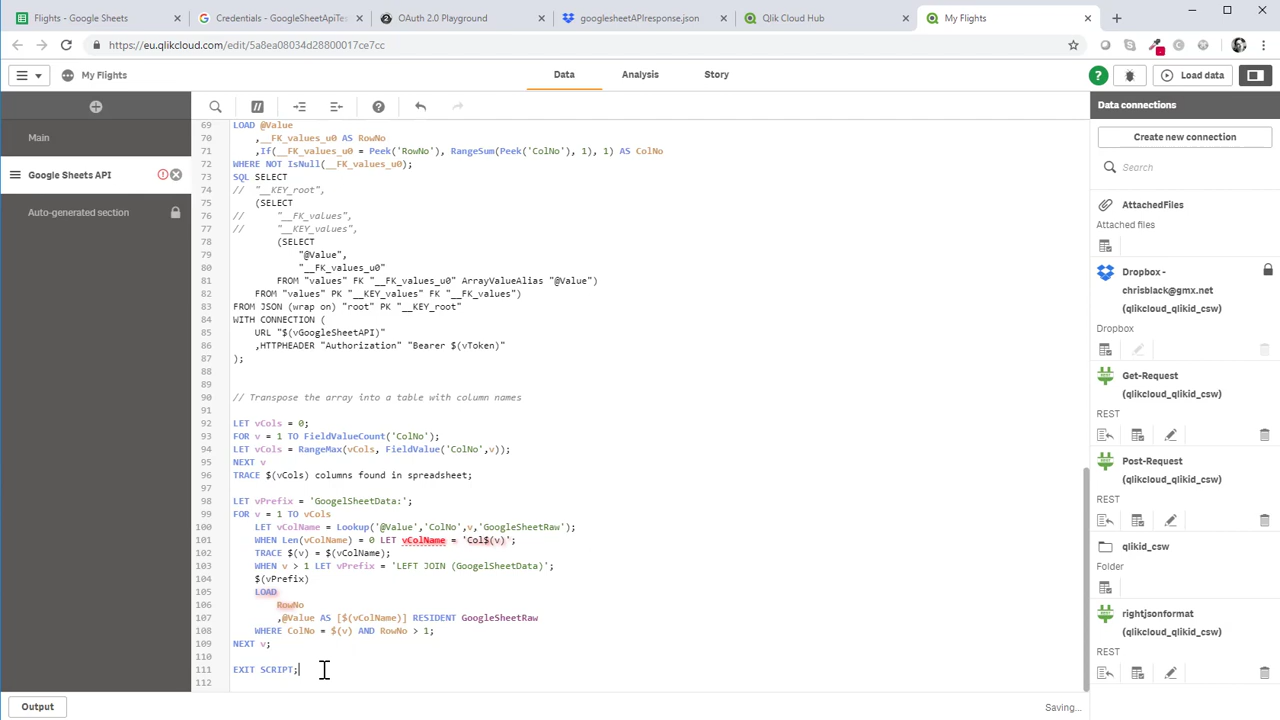 Flights - Google Sheets
Credentials - GoogleSheetApiTes
OAuth 2.0 Playground
googlesheetAPIresponse.json
Qlik Cloud Hub
My Flights
https://eu.qlikcloud.com/edit/5a8ea08034d28800017ce7cc
My Flights
Data
Analysis
Story
Load data
Main
Google Sheets API
Auto-generated section
69 LOAD @Value
70 ,__FK_values_u0 AS RowNo
71 ,If(__FK_values_u0 = Peek('RowNo'), RangeSum(Peek('ColNo'), 1), 1) AS ColNo
72 WHERE NOT IsNull(__FK_values_u0);
73 SQL SELECT
74 // "__KEY_root",
75 (SELECT
76 // "__FK_values",
77 // "__KEY_values",
78 (SELECT
79 "@Value",
80 "__FK_values_u0"
81 FROM "values" FK "__FK_values_u0" ArrayValueAlias "@Value")
82 FROM "values" PK "__KEY_values" FK "__FK_values")
83 FROM JSON (wrap on) "root" PK "__KEY_root"
84 WITH CONNECTION (
85 URL "$(vGoogleSheetAPI)"
86 ,HTTPHEADER "Authorization" "Bearer $(vToken)"
87 );
88
89
90 // Transpose the array into a table with column names
91
92 LET vCols = 0;
93 FOR v = 1 TO FieldValueCount('ColNo');
94 LET vCols = RangeMax(vCols, FieldValue('ColNo',v));
95 NEXT v
96 TRACE $(vCols) columns found in spreadsheet;
97
98 LET vPrefix = 'GoogelSheetData:';
99 FOR v = 1 TO vCols
100 LET vColName = Lookup('@Value','ColNo',v,'GoogleSheetRaw');
101 WHEN Len(vColName) = 0 LET vColName = 'Col$(v)';
102 TRACE $(v) = $(vColName);
103 WHEN v > 1 LET vPrefix = 'LEFT JOIN (GoogelSheetData)';
104 $(vPrefix)
105 LOAD
106 RowNo
107 ,@Value AS [$(vColName)] RESIDENT GoogleSheetRaw
108 WHERE ColNo = $(v) AND RowNo > 1;
109 NEXT v;
110
111 EXIT SCRIPT;
112
Output
Saving...
Data connections
Create new connection
Search
AttachedFiles
Attached files
Dropbox -
chrisblack@gmx.net
(qlikcloud_qlikid_csw)
Dropbox
Get-Request
(qlikcloud_qlikid_csw)
REST
Post-Request
(qlikcloud_qlikid_csw)
REST
qlikid_csw
Folder
rightjsonformat
(qlikcloud_qlikid_csw)
REST